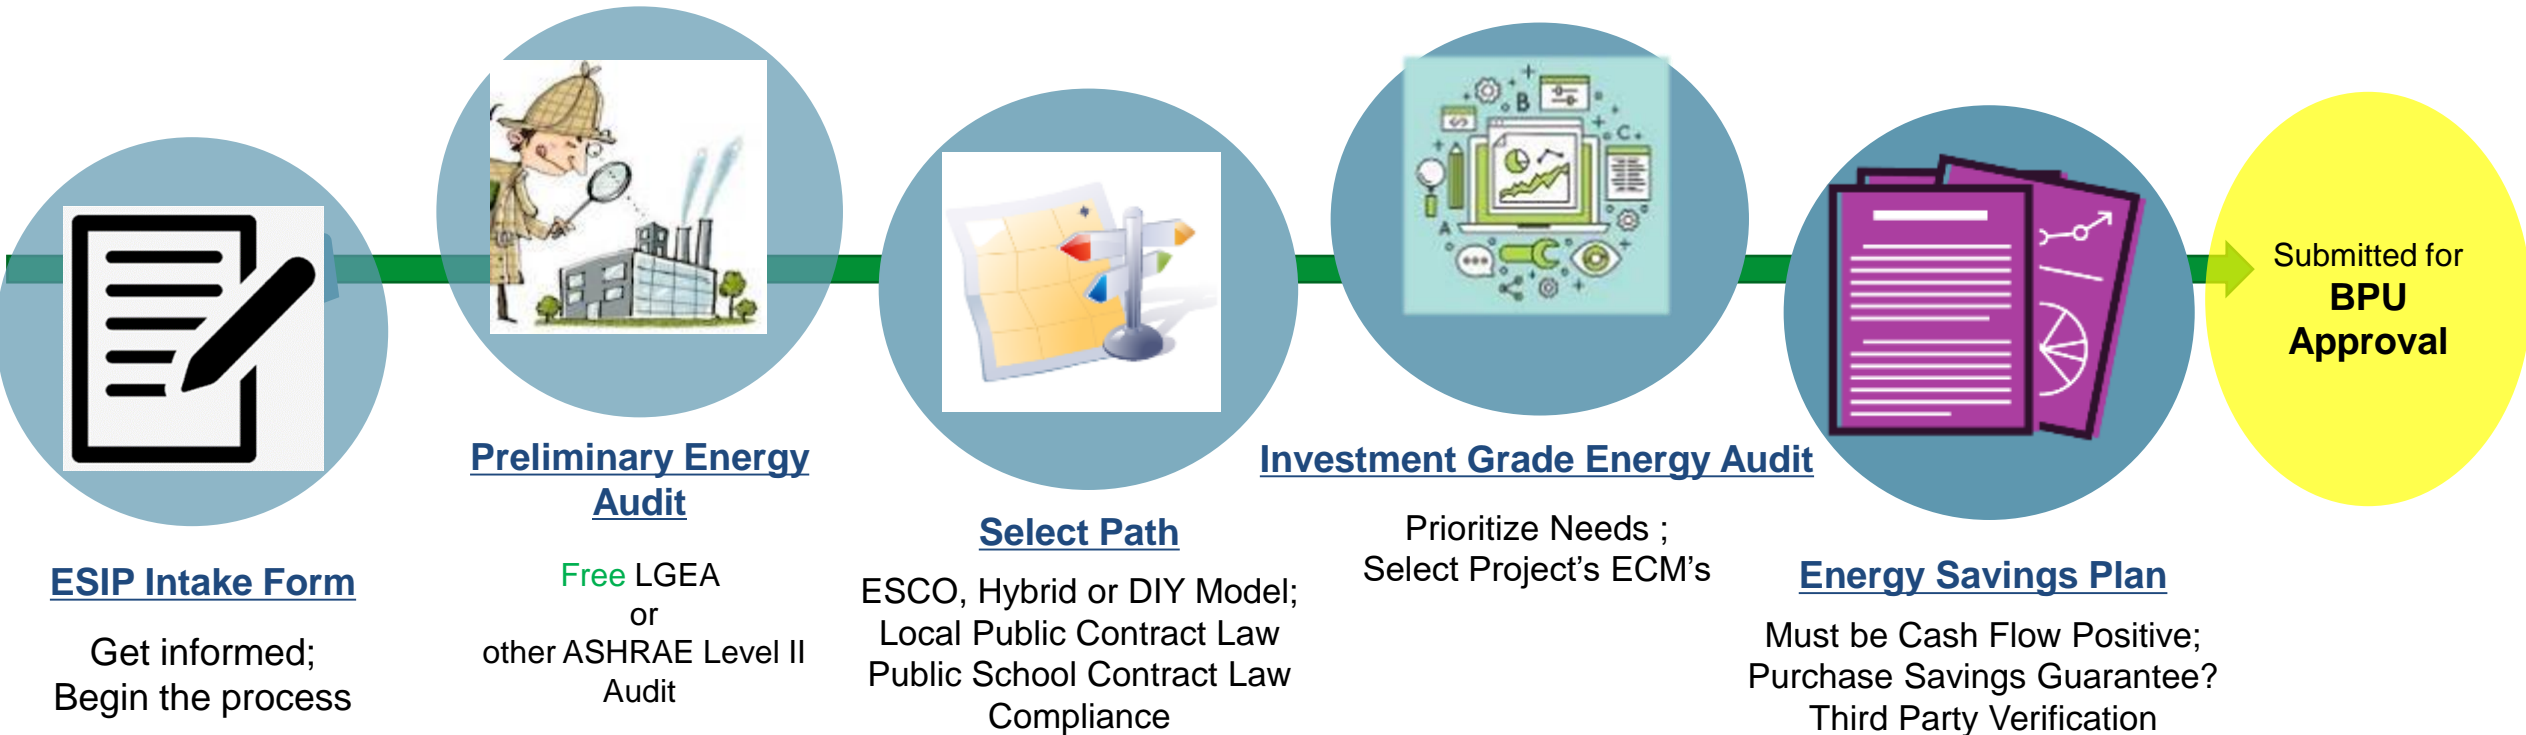 ESIP Intake Form
Get informed;
Begin the process
Preliminary Energy
Audit
Free LGEA
or
other ASHRAE Level II
Audit
Select Path
ESCO, Hybrid or DIY Model;
Local Public Contract Law
Public School Contract Law
Compliance
B
C
A
Investment Grade Energy Audit
Prioritize Needs ;
Select Project's ECM's
Energy Savings Plan
Must be Cash Flow Positive;
Purchase Savings Guarantee?
Third Party Verification
Submitted for
BPU
Approval